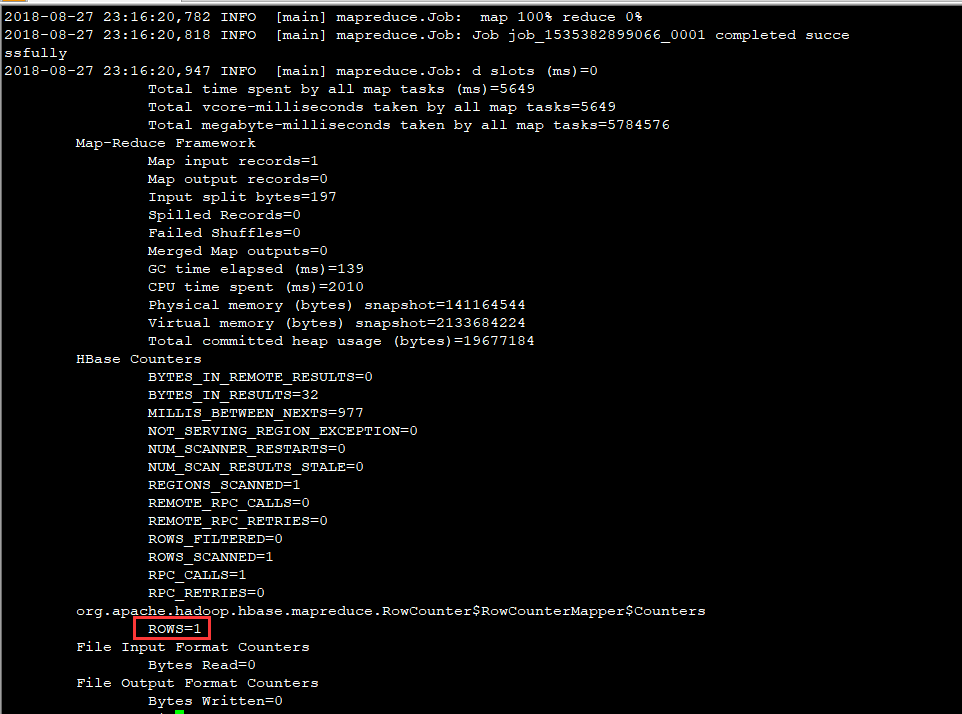 2018-08-27 23:16:20,782 INFO  [main] mapreduce.Job:  map 100% reduce 0%
2018-08-27 23:16:20,818 INFO  [main] mapreduce.Job: Job job_1535382899066_0001 completed succe
ssfully
2018-08-27 23:16:20,947 INFO  [main] mapreduce.Job: d slots (ms)=0
Total time spent by all map tasks (ms)=5649
Total vcore-milliseconds taken by all map tasks=5649
Total megabyte-milliseconds taken by all map tasks=5784576
Map-Reduce Framework
Map input records=1
Map output records=0
Input split bytes=197
Spilled Records=0
Failed Shuffles=0
Merged Map outputs=0
GC time elapsed (ms)=139
CPU time spent (ms)=2010
Physical memory (bytes) snapshot=141164544
Virtual memory (bytes) snapshot=2133684224
Total committed heap usage (bytes)=19677184
HBase Counters
BYTES_IN_REMOTE_RESULTS=0
BYTES_IN_RESULTS=32
MILLIS_BETWEEN_NEXTS=977
NOT_SERVING_REGION_EXCEPTION=0
NUM_SCANNER_RESTARTS=0
NUM_SCAN_RESULTS_STALE=0
REGIONS_SCANNED=1
REMOTE_RPC_CALLS=0
REMOTE_RPC_RETRIES=0
ROWS_FILTERED=0
ROWS_SCANNED=1
RPC_CALLS=1
RPC_RETRIES=0
org.apache.hadoop.hbase.mapreduce.RowCounter$RowCounterMapper$Counters
ROWS=1
File Input Format Counters
Bytes Read=0
File Output Format Counters
Bytes Written=0